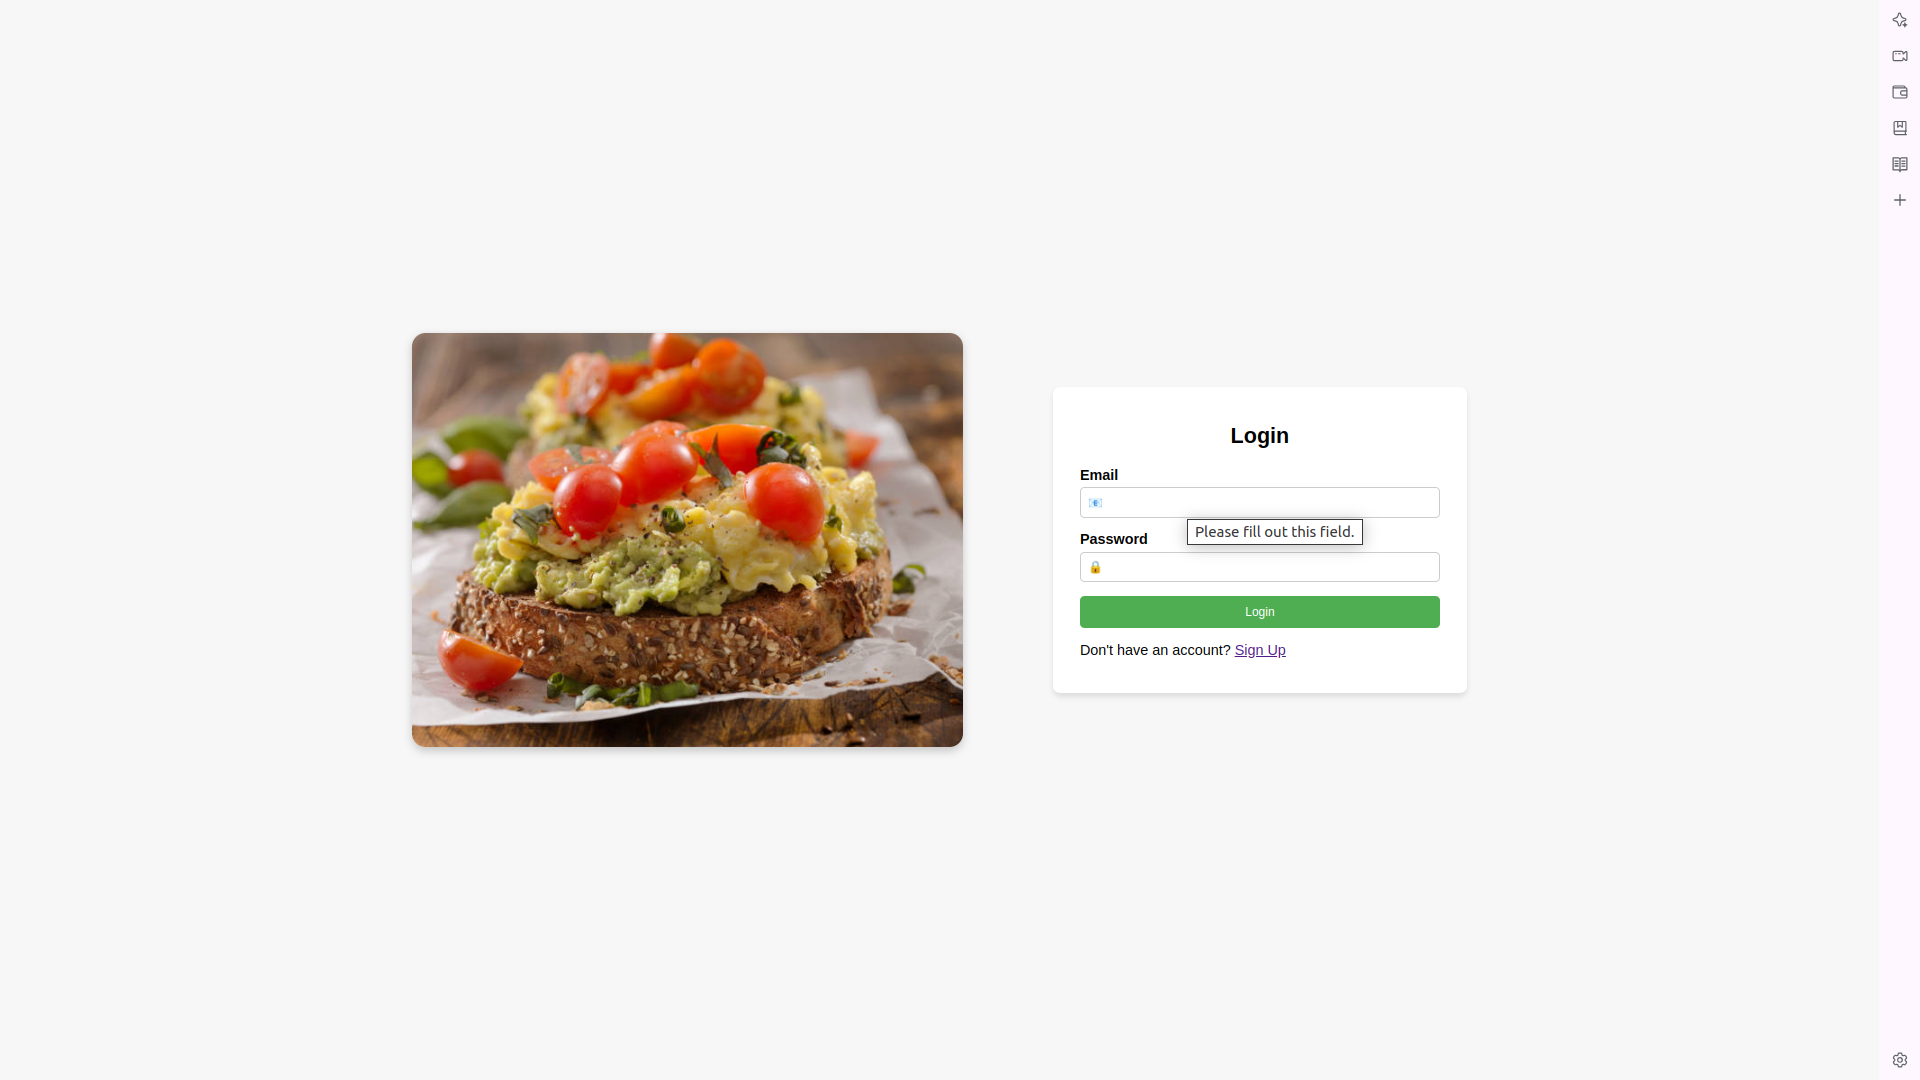 Login
Email
Please fill out this field.
Password
Login
Don't have an account? Sign Up